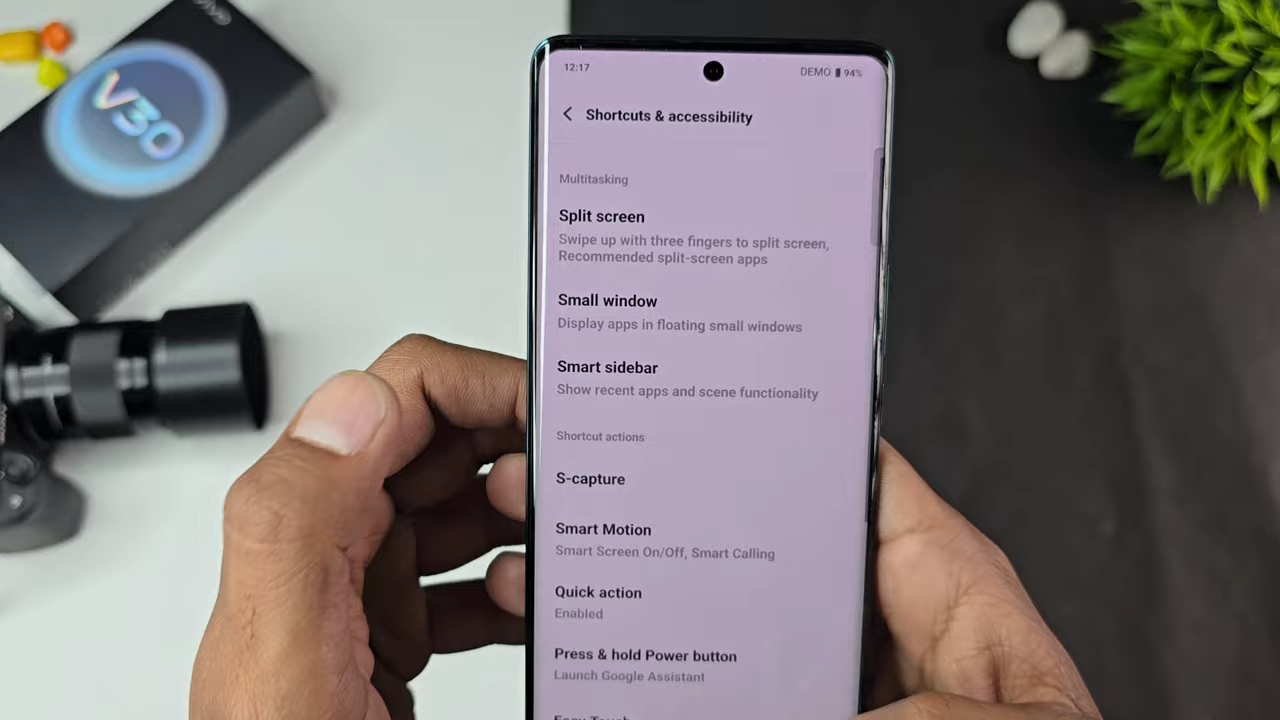 vivo
V30
12:17
DEMO 94%
Shortcuts & accessibility
Multitasking
Split screen
Swipe up with three fingers to split screen,
Recommended split-screen apps
Small window
Display apps in floating small windows
Smart sidebar
Show recent apps and scene functionality
Shortcut actions
S-capture
Smart Motion
Smart Screen On/Off, Smart Calling
Quick action
Enabled
Press & hold Power button
Launch Google Assistant